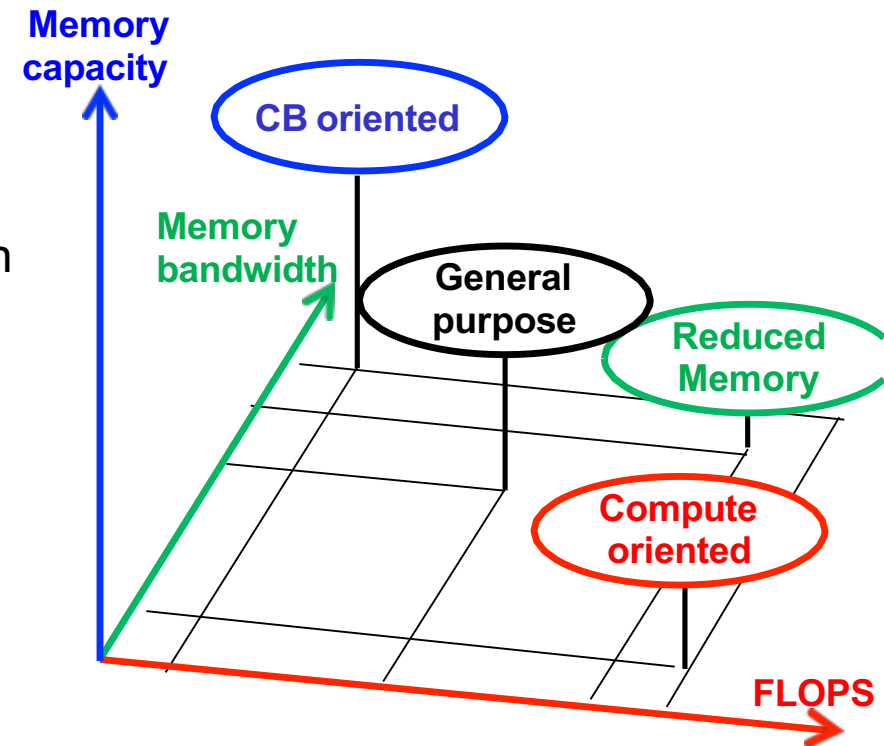 Memory
capacity
CB oriented
Memory
bandwidth
n
General
purpose
Reduced
Memory
Compute
oriented
FLOPS